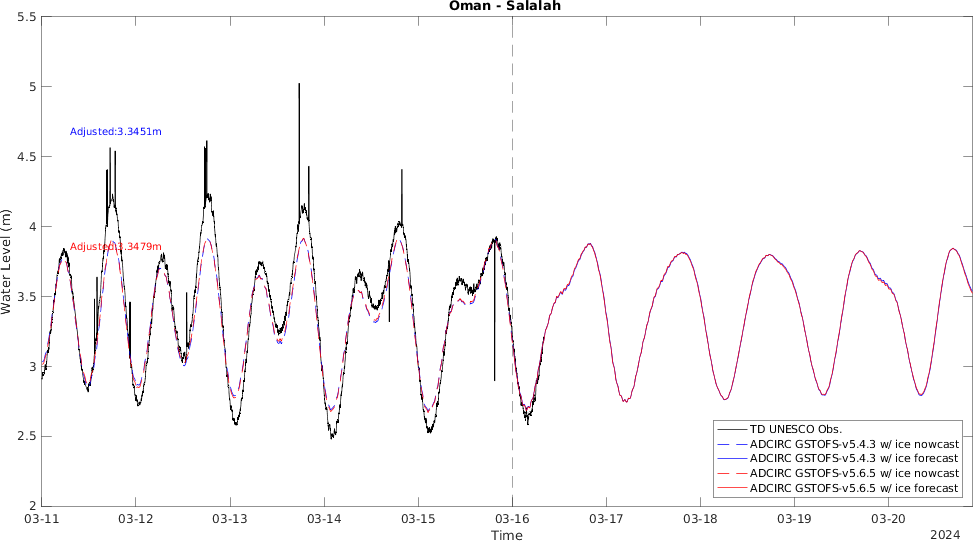 Oman - Salalah
5.5
5
4.5
4
3.5
3
2.5
2
Water Level (m)
Adjusted:3.3451m
Adjusted:3.3479m
TD UNESCO Obs.
ADCIRC GSTOFS-v5.4.3 w/ ice nowcast
ADCIRC GSTOFS-v5.4.3 w/ ice forecast
ADCIRC GSTOFS-v5.6.5 w/ ice nowcast
ADCIRC GSTOFS-v5.6.5 w/ ice forecast
03-11 03-12 03-13 03-14 03-15 03-16 03-17 03-18 03-19 03-20
Time
2024